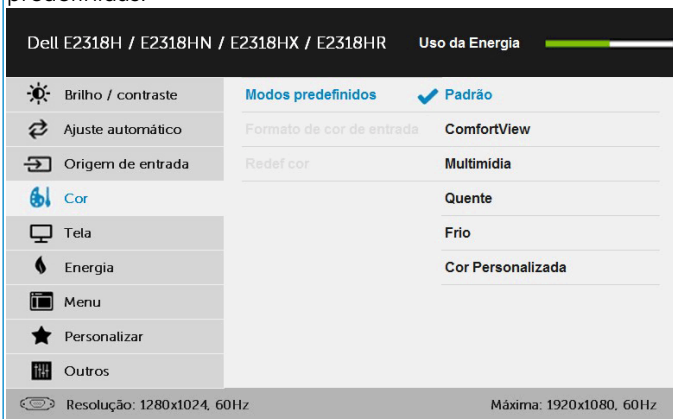 Dell E2318H / E2318HN / E2318HX / E2318HR Uso da Energia
Brilho / contraste Modos predefinidos Padrão
Ajuste automático Formato de cor de entrada ComfortView
Origem de entrada Redef cor Multimídia
Cor Quente
Tela Frio
Energia Cor Personalizada
Menu
Personalizar
Outros
Resolução: 1280x1024, 60Hz Máxima: 1920x1080, 60Hz